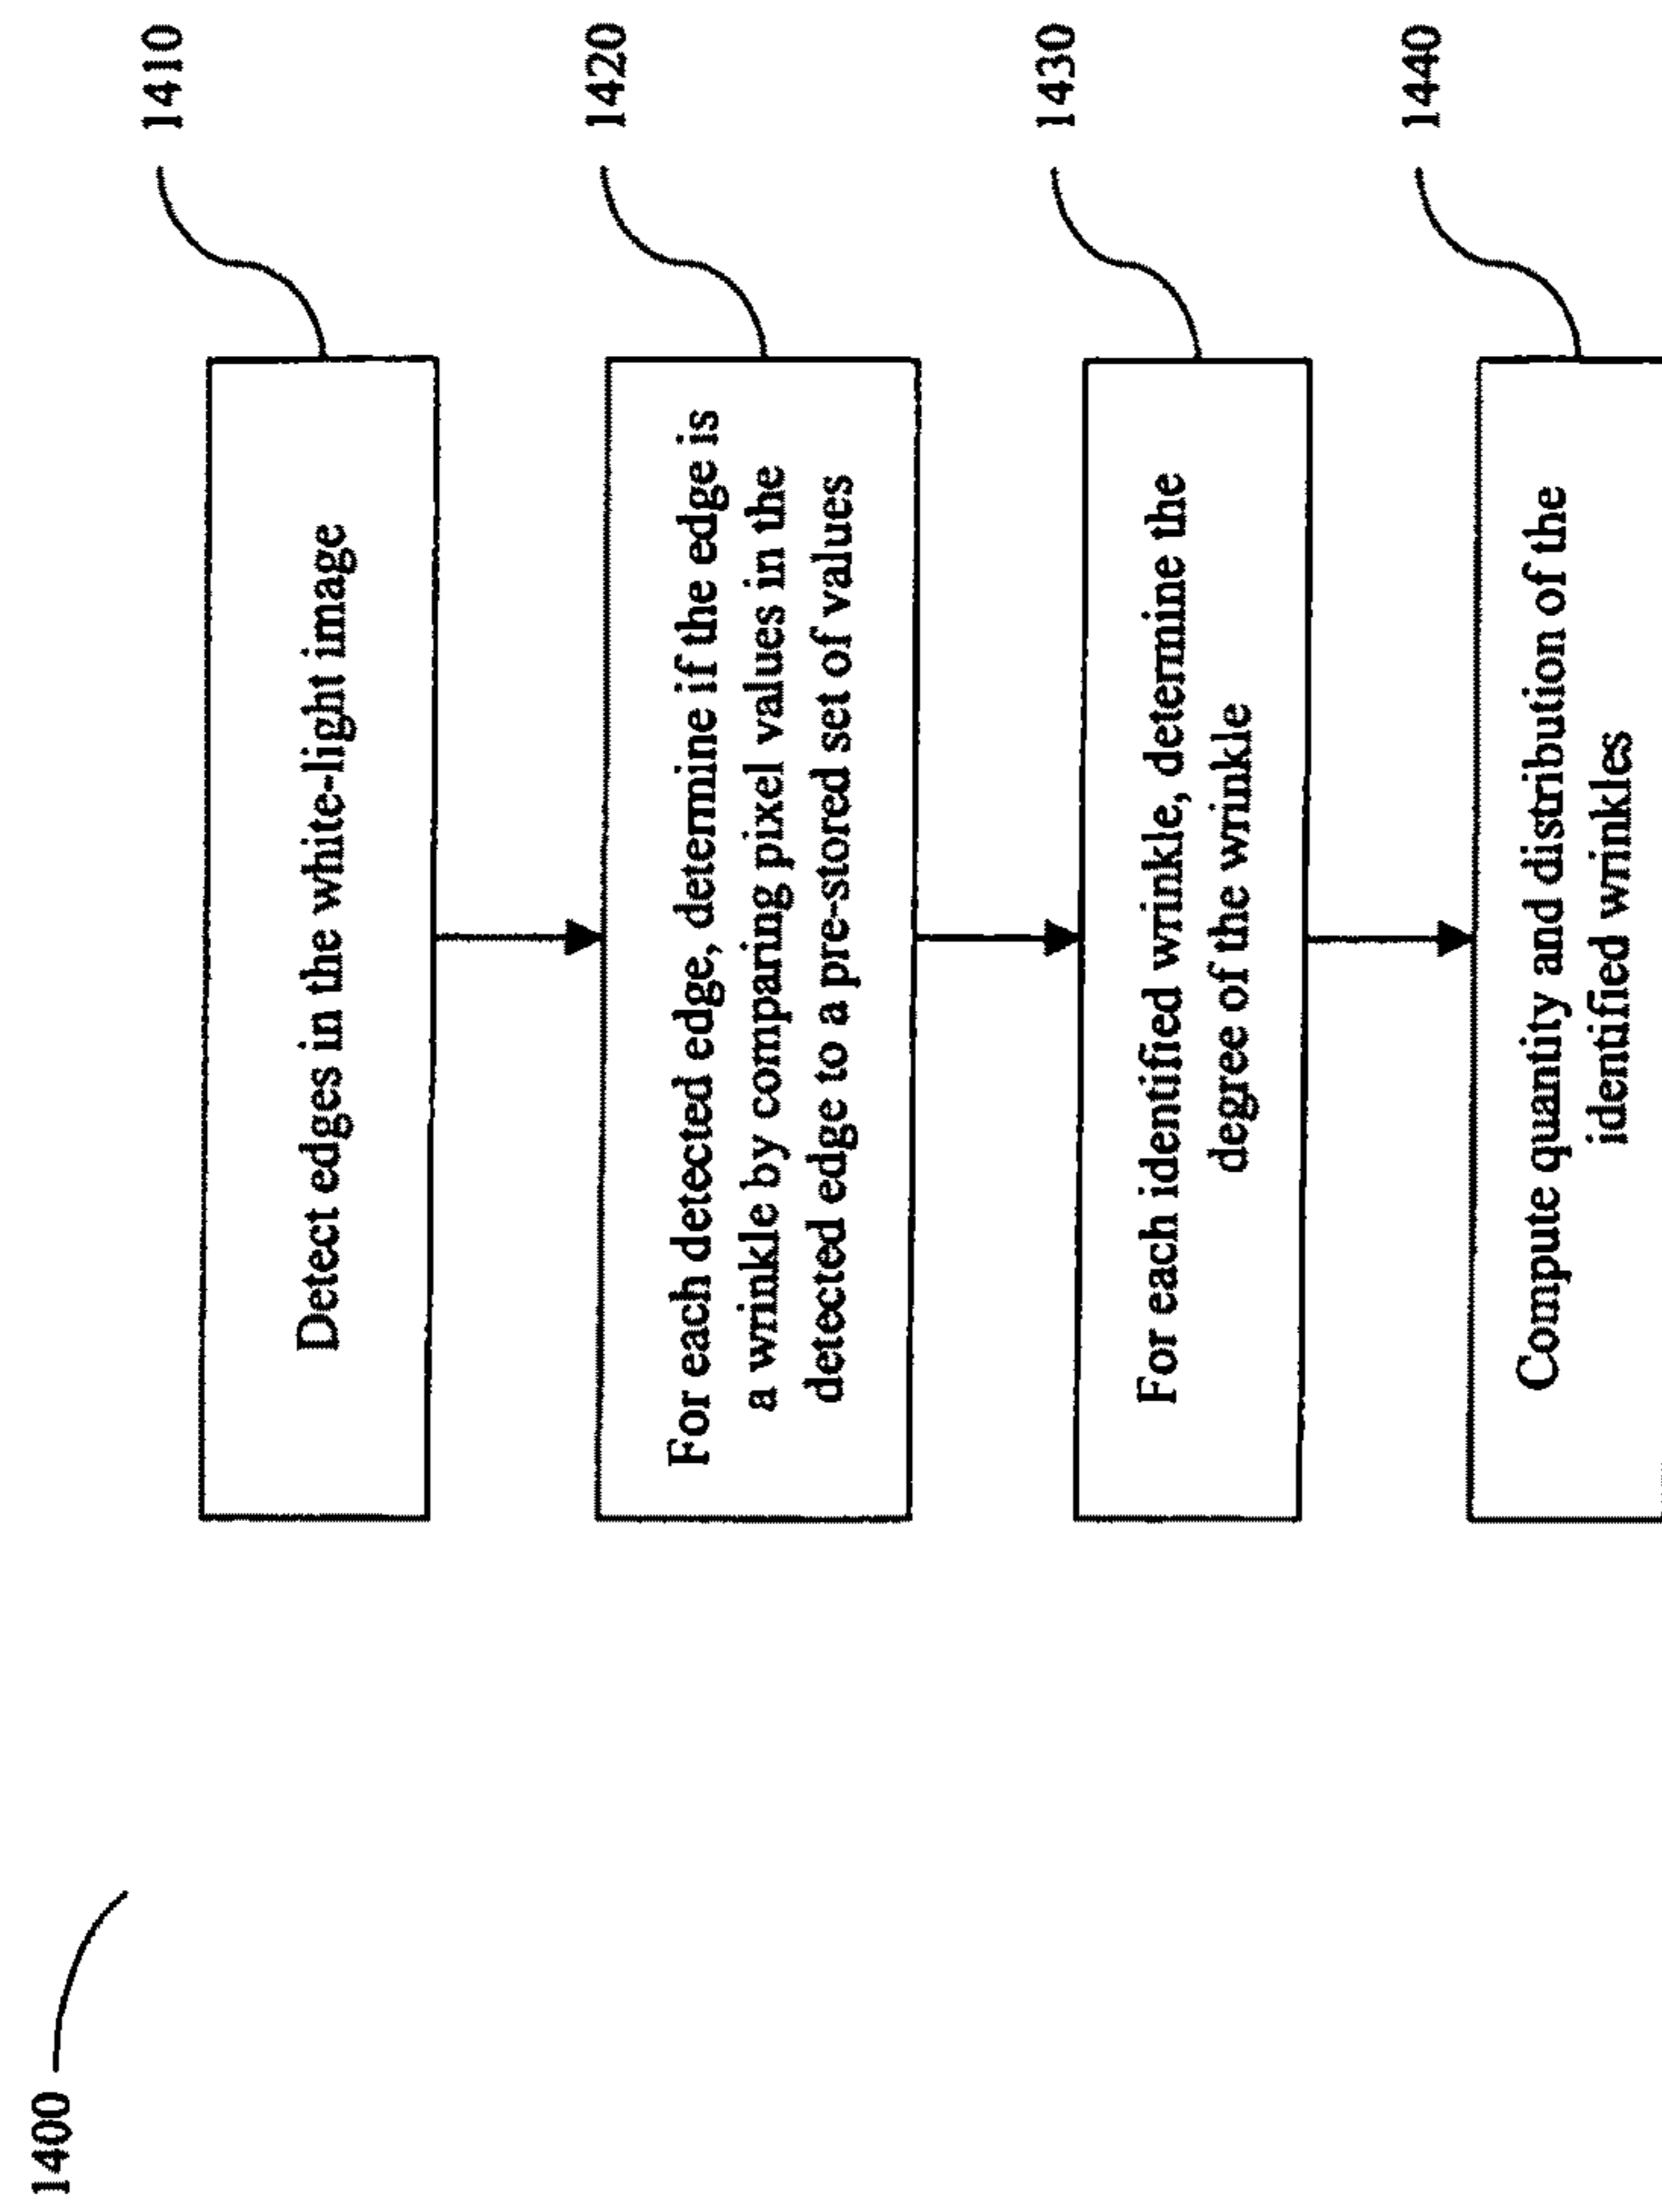 1400
1410
Detect edges in the white-light image
1420
For each detected edge, determine if the edge is
a wrinkle by comparing pixel values in the
detected edge to a pre-stored set of values
1430
For each identified wrinkle, determine the
degree of the wrinkle
1440
Compute quantity and distribution of the
identified wrinkles